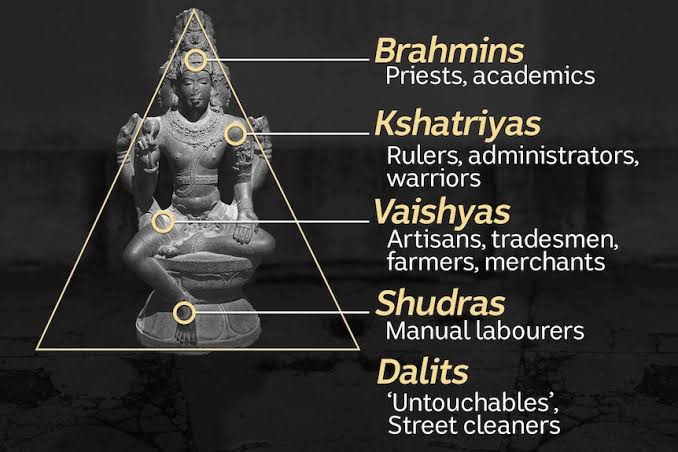 Brahmins
Priests, academics
Kshatriyas
Rulers, administrators,
warriors
Vaishyas
Artisans, tradesmen,
farmers, merchants
Shudras
Manual labourers
Dalits
‘Untouchables’,
Street cleaners